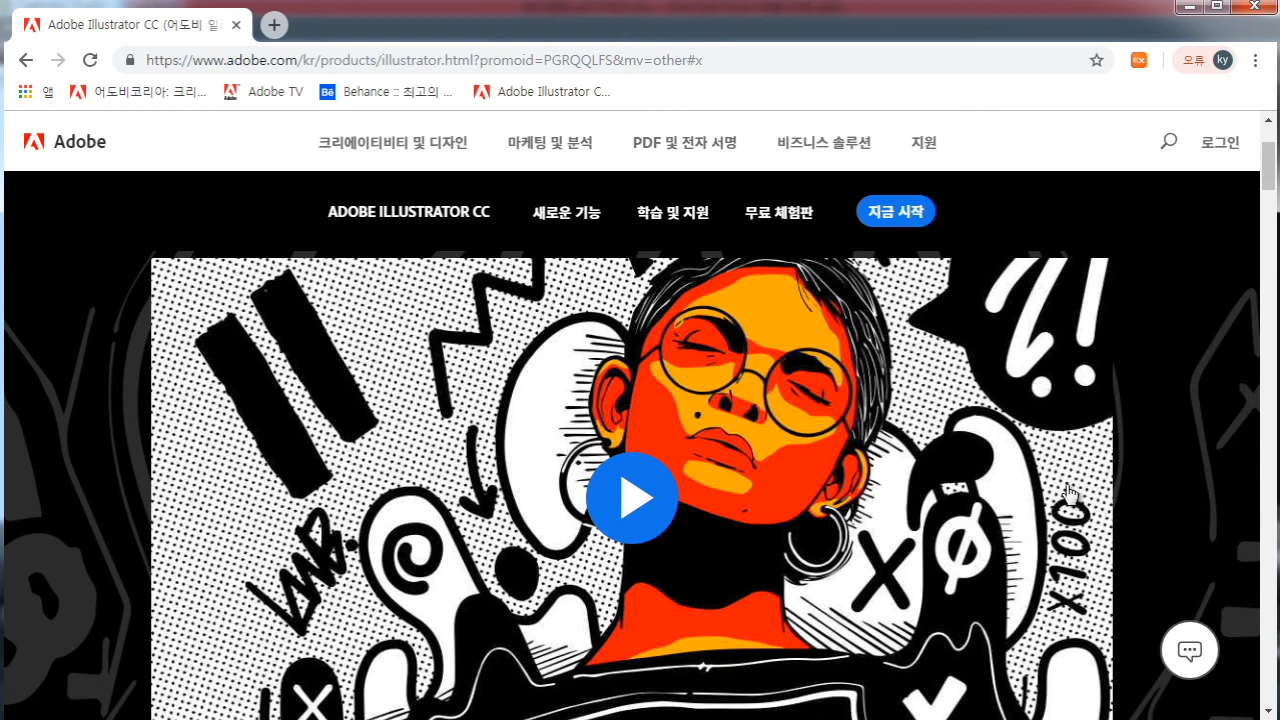 Adobe Illustrator CC (어도비 일
https://www.adobe.com/kr/products/illustrator.html?promoid=PGRQQLFS&mv=other#x
오류 ky
앱 어도비코리아: 크리... Adobe TV Bē Behance :: 최고의 ... Adobe Illustrator C...
Adobe 크리에이티비티 및 디자인 마케팅 및 분석 PDF 및 전자 서명 비즈니스 솔루션 지원 로그인
ADOBE ILLUSTRATOR CC 새로운 기능 학습 및 지원 무료 체험판 지금 시작